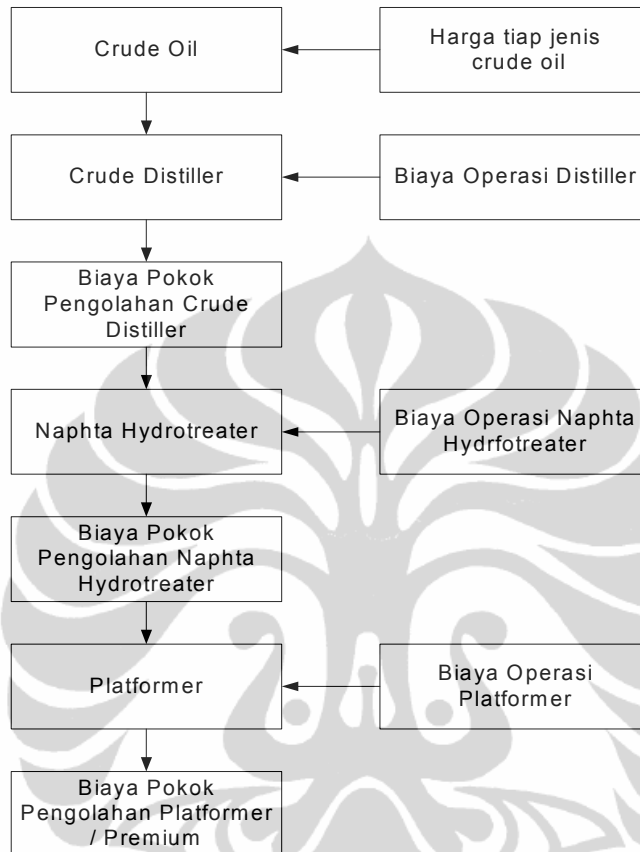 Crude Oil
Harga tiap jenis
crude oil
Crude Distiller
Biaya Operasi Distiller
Biaya Pokok
Pengolahan Crude
Distiller
Naphta Hydrotreater
Biaya Operasi Naphta
Hydrfotreater
Biaya Pokok
Pengolahan Naphta
Hydrotreater
Platformer
Biaya Operasi
Platformer
Biaya Pokok
Pengolahan Platformer
/ Premium